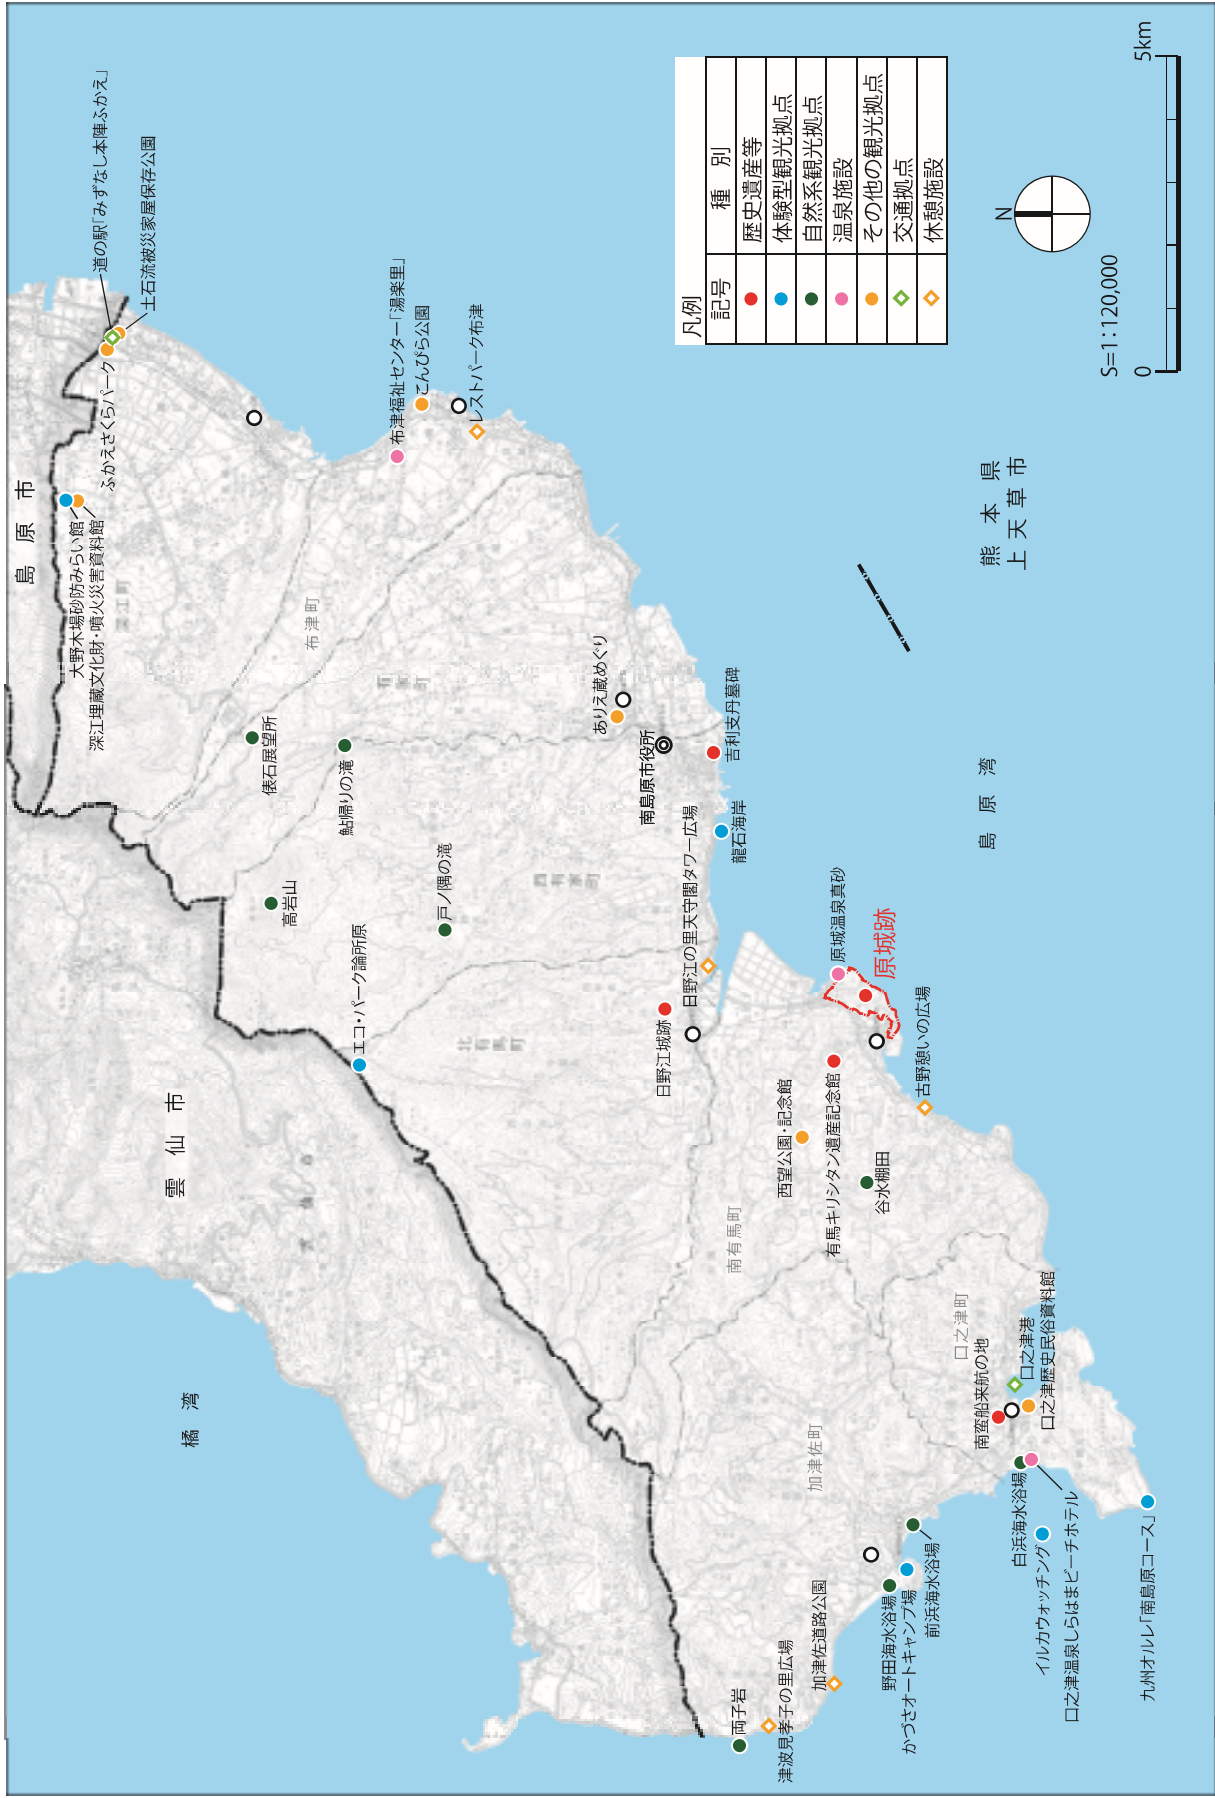 島原市
道の駅「みずなし本陣ふかえ」
土石流被災家屋保存公園
ふかえさくらパーク
大野木場砂防みらい館
深江埋蔵文化財・噴火災害資料館
深江町
布津町
布津福祉センター「湯楽里」
こんぴら公園
レストパーク布津
俵石展望所
鮎帰りの滝
高岩山
戸ノ隅の滝
エコ・パーク論所原
雲仙市
橘湾
有家町
西有家町
北有馬町
ありえ蔵めぐり
南島原市役所
吉利支丹墓碑
龍石海岸
日野江の里天守閣タワー広場
日野江城跡
原城温泉真砂
原城跡
古野憩いの広場
西望公園・記念館
有馬キリシタン遺産記念館
谷水棚田
南有馬町
口之津町
加津佐町
口之津港
口之津歴史民俗資料館
南蛮船来航の地
白浜海水浴場
イルカウォッチング
口之津温泉しらはまビーチホテル
九州オルレ「南島原コース」
前浜海水浴場
野田海水浴場
かづさオートキャンプ場
加津佐道路公園
津波見孝子の里広場
両子岩
島原湾
熊本県
上天草市
凡例
記号 種別
歴史遺産等
体験型観光拠点
自然系観光拠点
温泉施設
その他の観光拠点
交通拠点
休憩施設
N
S=1:120,000
0 5km